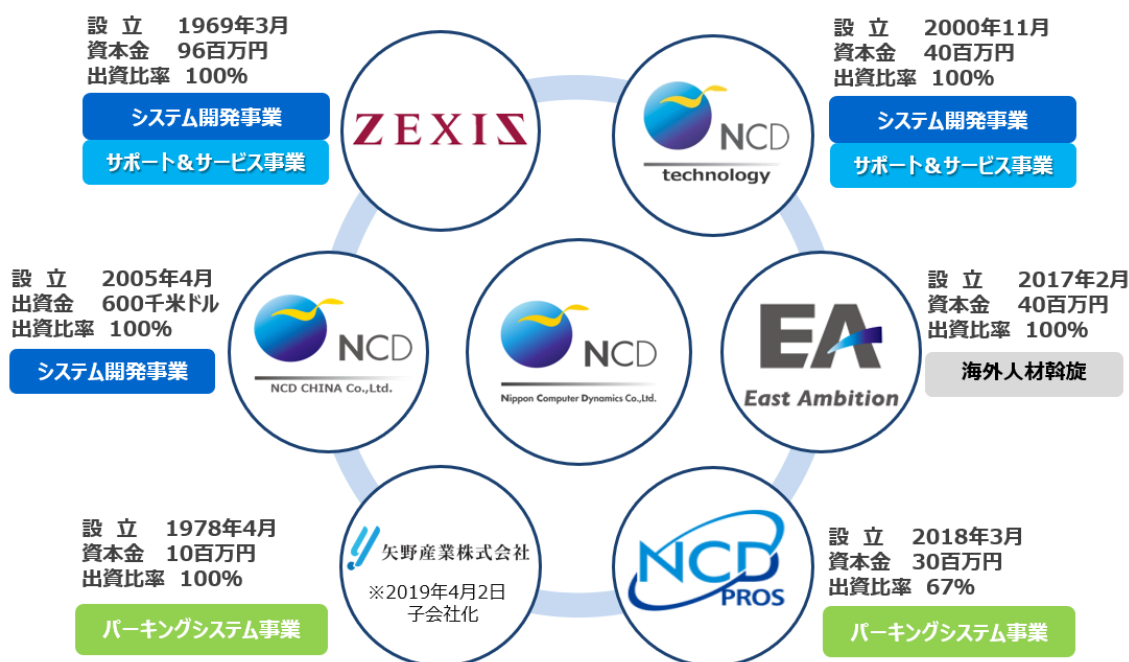 設 立 1969年3月
資本金 96百万円
出資比率 100%
システム開発事業
サポート&サービス事業
ZEXIS
NCD
technology
設 立 2000年11月
資本金 40百万円
出資比率 100%
システム開発事業
サポート&サービス事業
設 立 2005年4月
出資金 600千米ドル
出資比率 100%
システム開発事業
NCD
NCD CHINA Co.,Ltd.
NCD
Nippon Computer Dynamics Co.,Ltd.
EA
East Ambition
設 立 2017年2月
資本金 40百万円
出資比率 100%
海外人材斡旋
設 立 1978年4月
資本金 10百万円
出資比率 100%
パーキングシステム事業
矢野産業株式会社
※2019年4月2日
子会社化
NCD
PROS
設 立 2018年3月
資本金 30百万円
出資比率 67%
パーキングシステム事業